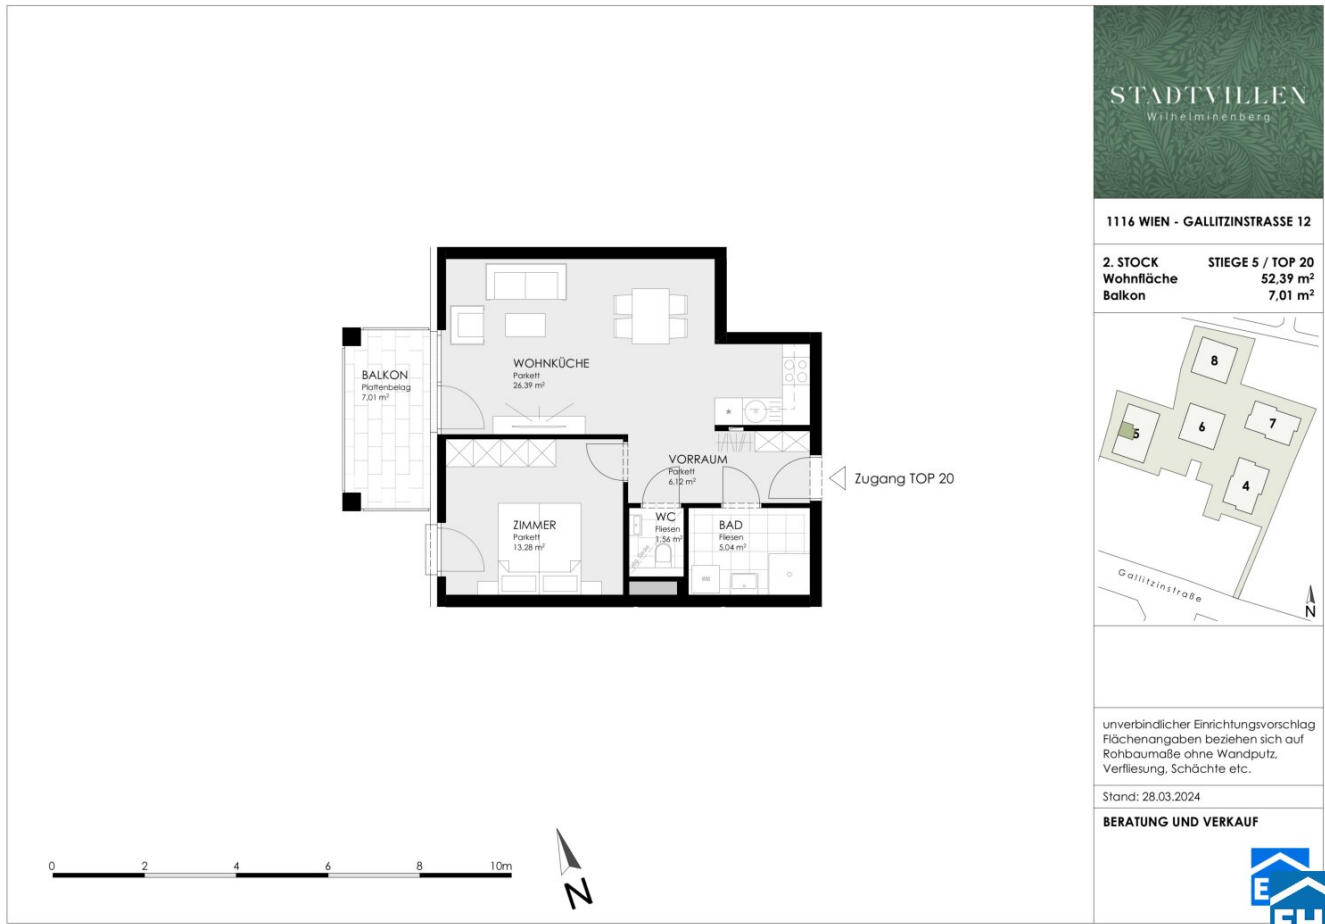 STADTVILLEN
Wilhelminenberg
1116 WIEN - GALLITZINSTRASSE 12
2. STOCK STIEGE 5 / TOP 20
Wohnfläche 52,39 m²
Balkon 7,01 m²
8
5
6
7
4
Gallitzinstraße
N
unverbindlicher Einrichtungsvorschlag
Flächenangaben beziehen sich auf
Rohbaumaße ohne Wandputz,
Verfliesung, Schächte etc.
Stand: 28.03.2024
BERATUNG UND VERKAUF
E
EH
WOHNKÜCHE
Parkett
26,39 m²
BALKON
Plattenbelag
7,01 m²
VORRAUM
Parkett
6,12 m²
Zugang TOP 20
ZIMMER
Parkett
13,28 m²
WC
Fliesen
1,56 m²
BAD
Fliesen
5,04 m²
WM
0 2 4 6 8 10m
N